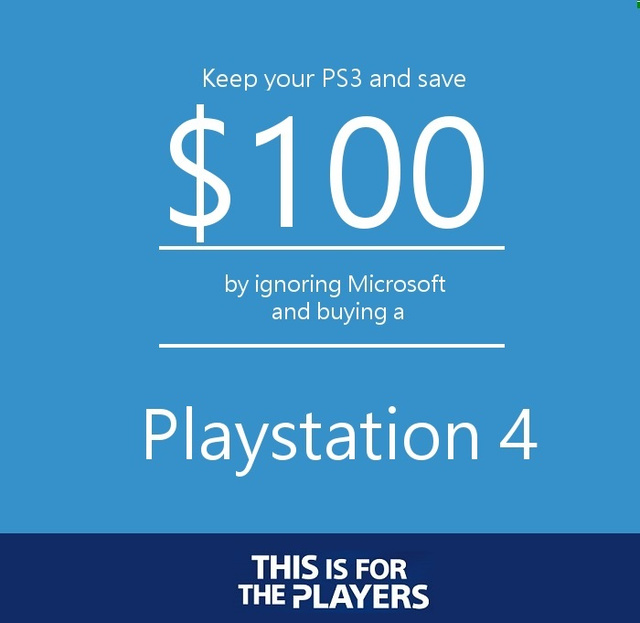 Keep your PS3 and save
$100
by ignoring Microsoft
and buying a
Playstation 4
THIS IS FOR
THE PLAYERS